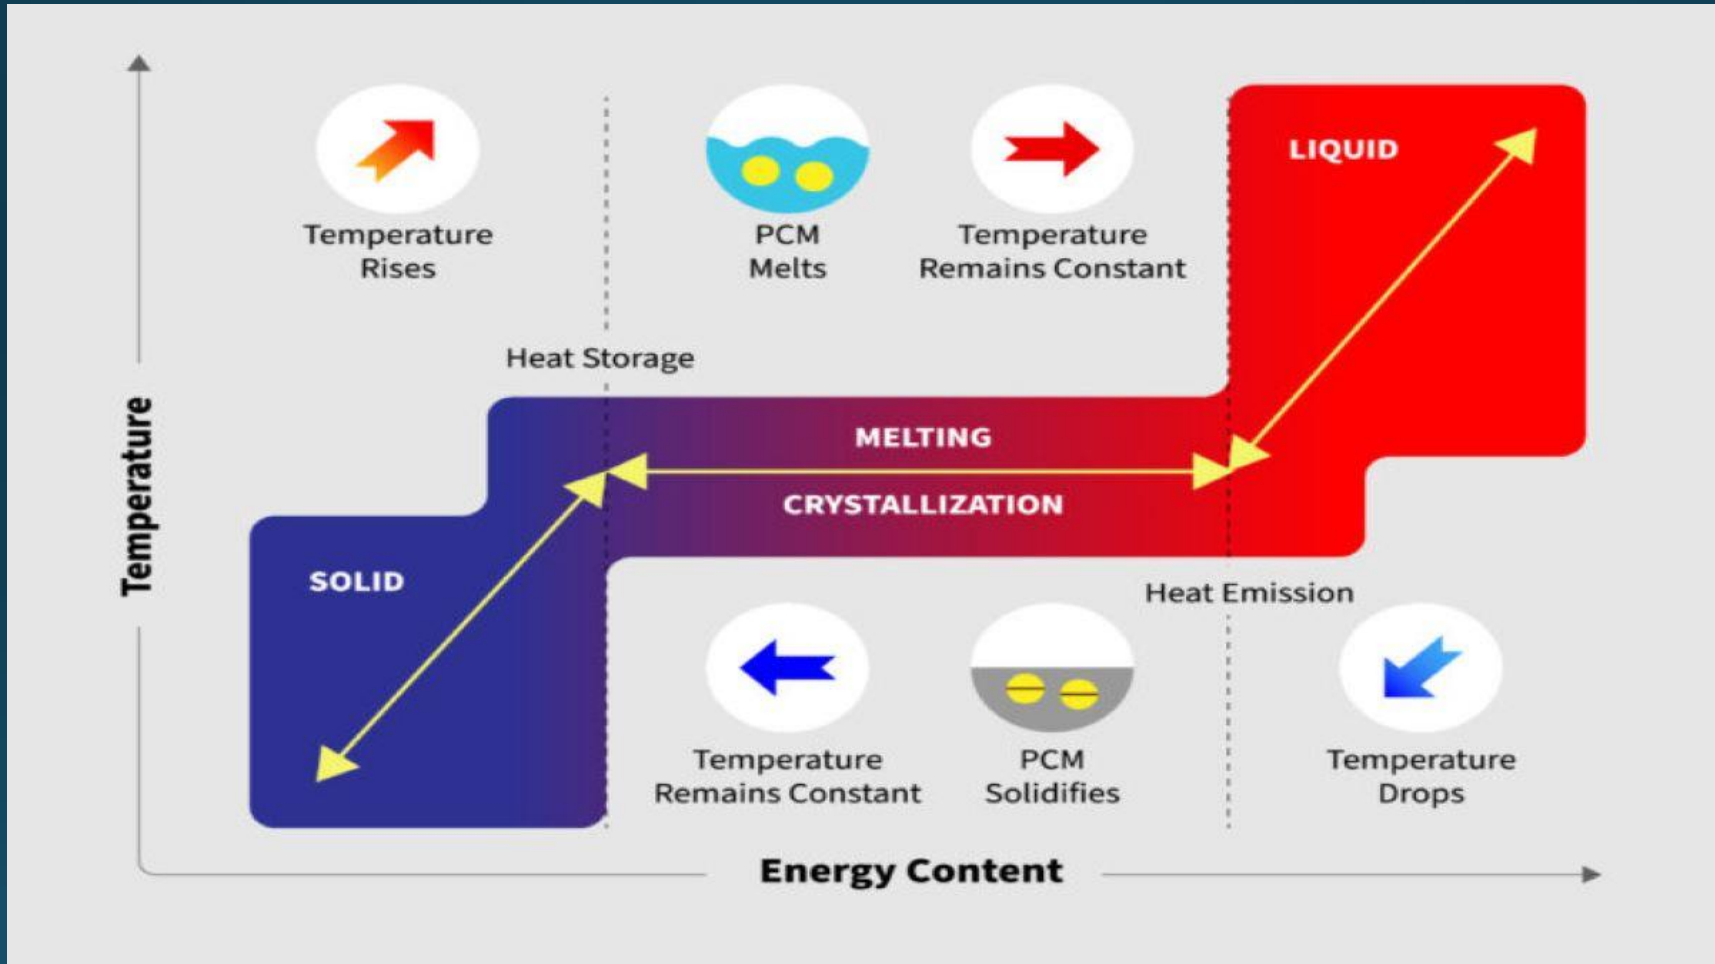 Temperature
Rises
PCM
Melts
Temperature
Remains Constant
LIQUID
Heat Storage
MELTING
CRYSTALLIZATION
SOLID
Temperature
Heat Emission
Temperature
Remains Constant
PCM
Solidifies
Temperature
Drops
Energy Content